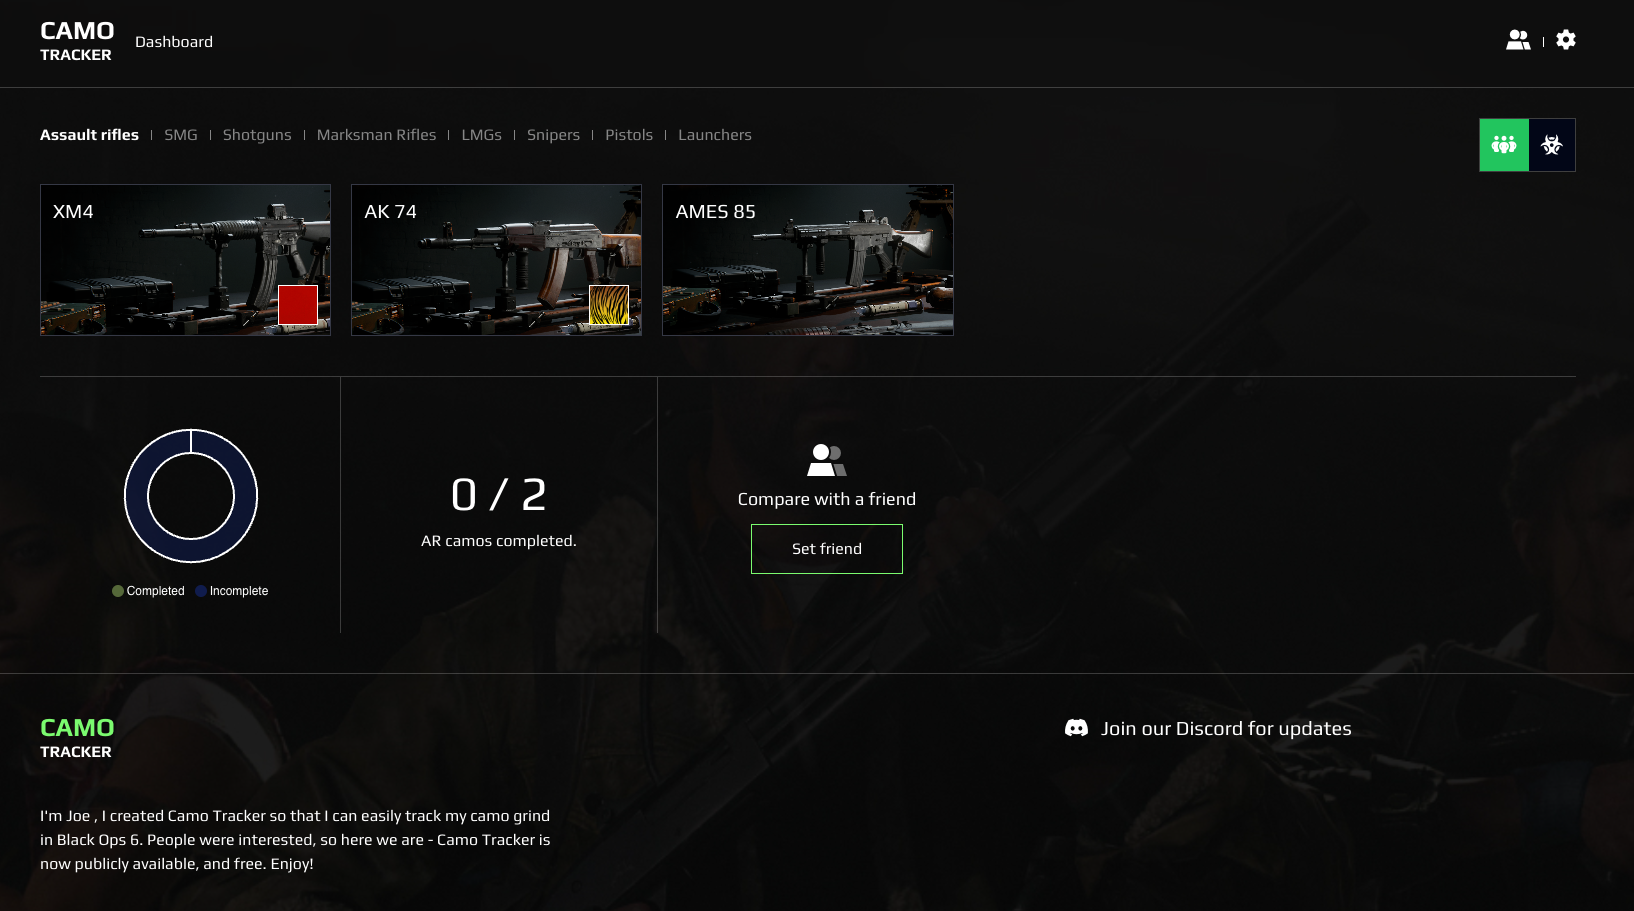 CAMO
TRACKER
Dashboard
Assault rifles
SMG
Shotguns
Marksman Rifles
LMGs
Snipers
Pistols
Launchers
XM4
AK 74
AMES 85
0 / 2
AR camos completed.
Compare with a friend
Set friend
Completed
Incomplete
CAMO
TRACKER
Join our Discord for updates
I'm Joe , I created Camo Tracker so that I can easily track my camo grind
in Black Ops 6. People were interested, so here we are - Camo Tracker is
now publicly available, and free. Enjoy!